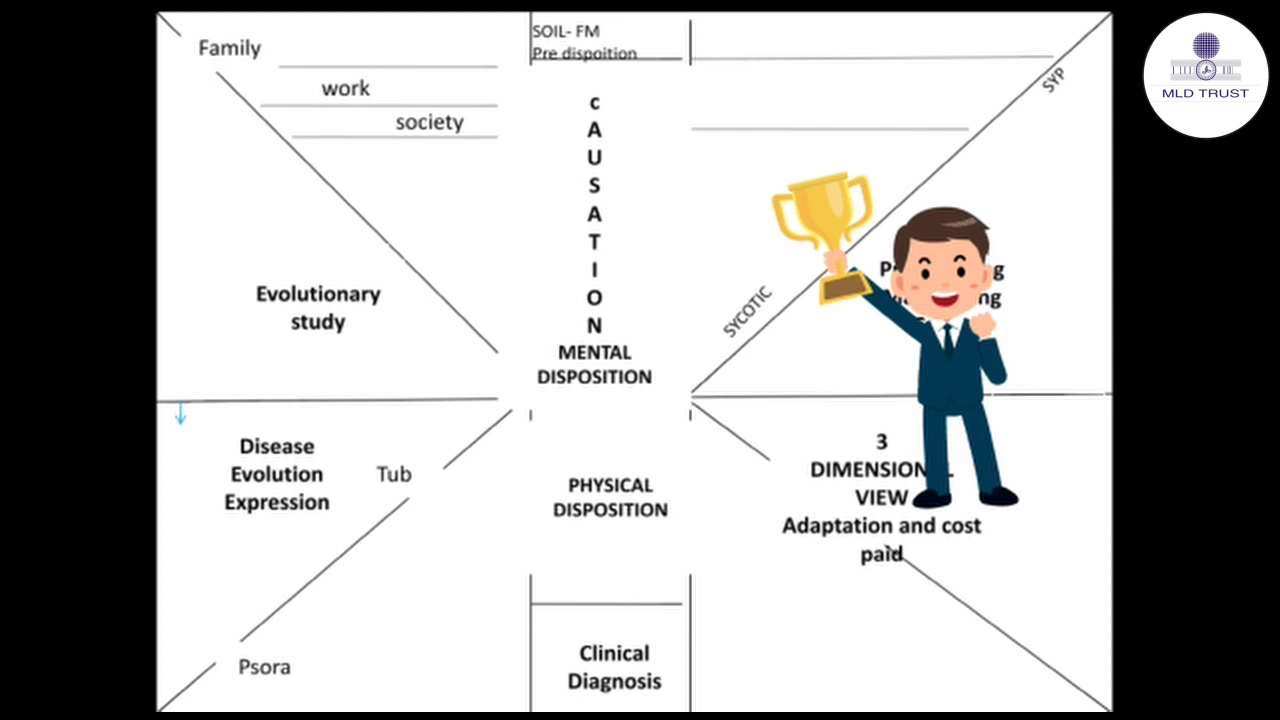 SOIL- FM
Pre dispoition
Family
work
society
SYP
c
A
U
S
A
T
I
O
N
MENTAL
DISPOSITION
SYCOTIC
Evolutionary
study
Disease
Evolution
Expression
Tub
PHYSICAL
DISPOSITION
3
VIEW
Adaptation and cost
paid
Psora
Clinical
Diagnosis
MLD TRUST